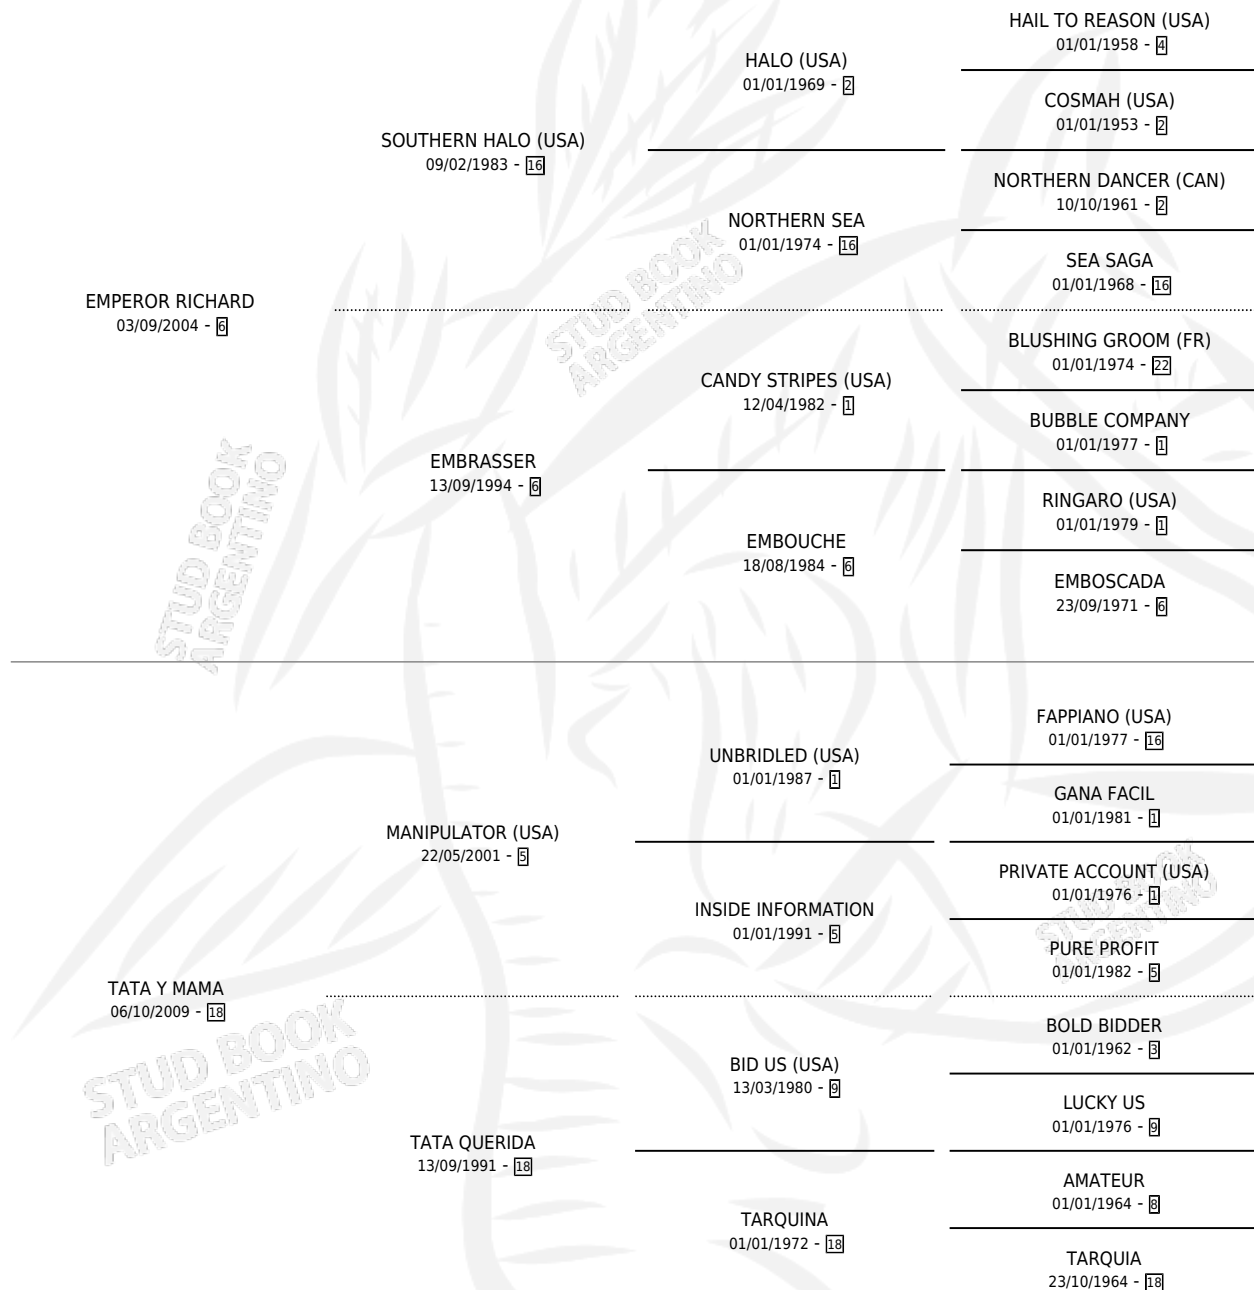 HAIL TO REASON (USA)
01/01/1958 - 4
HALO (USA)
01/01/1969 - 2
COSMAH (USA)
01/01/1953 - 2
SOUTHERN HALO (USA)
09/02/1983 - 16
NORTHERN DANCER (CAN)
10/10/1961 - 2
NORTHERN SEA
01/01/1974 - 16
SEA SAGA
01/01/1968 - 16
EMPEROR RICHARD
03/09/2004 - 6
BLUSHING GROOM (FR)
01/01/1974 - 22
CANDY STRIPES (USA)
12/04/1982 - 1
BUBBLE COMPANY
01/01/1977 - 1
EMBRASSER
13/09/1994 - 6
RINGARO (USA)
01/01/1979 - 1
EMBOUCHE
18/08/1984 - 6
EMBOSCADA
23/09/1971 - 6
STUD BOOK
ARGENTINO
STUD BOOK
ARGENTINO
FAPPIANO (USA)
01/01/1977 - 16
UNBRIDLED (USA)
01/01/1987 - 1
GANA FACIL
01/01/1981 - 1
MANIPULATOR (USA)
22/05/2001 - 5
PRIVATE ACCOUNT (USA)
01/01/1976 - 1
INSIDE INFORMATION
01/01/1991 - 5
PURE PROFIT
01/01/1982 - 5
STUD BOOK
ARGENTINO
TATA Y MAMA
06/10/2009 - 18
BOLD BIDDER
01/01/1962 - 3
BID US (USA)
13/03/1980 - 9
LUCKY US
01/01/1976 - 9
STUD BOOK
ARGENTINO
TATA QUERIDA
13/09/1991 - 18
AMATEUR
01/01/1964 - 8
TARQUINA
01/01/1972 - 18
TARQUIA
23/10/1964 - 18